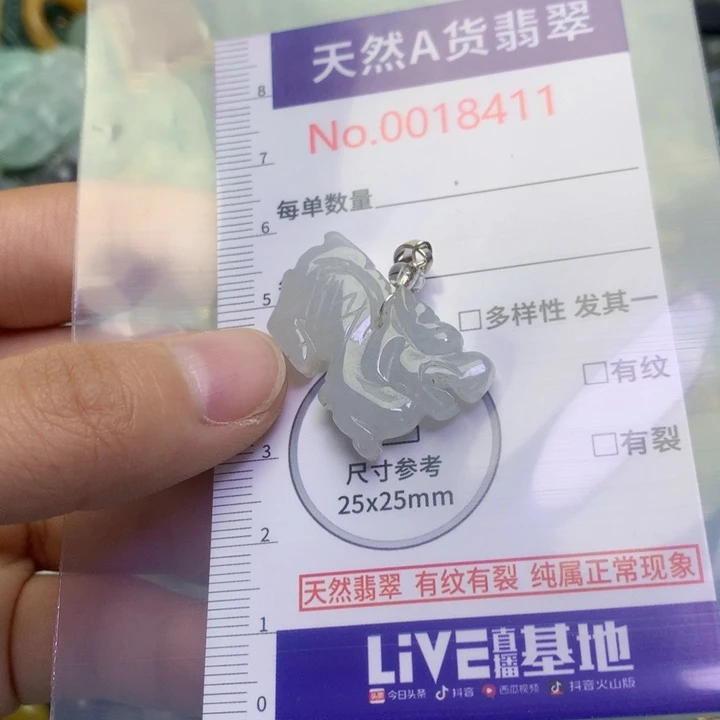 天然A货翡翠
No.0018411
每单数量
□多样性 发其一
□有纹
□有裂
尺寸参考
25x25mm
天然翡翠 有纹有裂 纯属正常现象
LiVE直播基地
今日头条 抖音 西瓜视频 抖音火山版
8
7
6
5
3
2
1
0